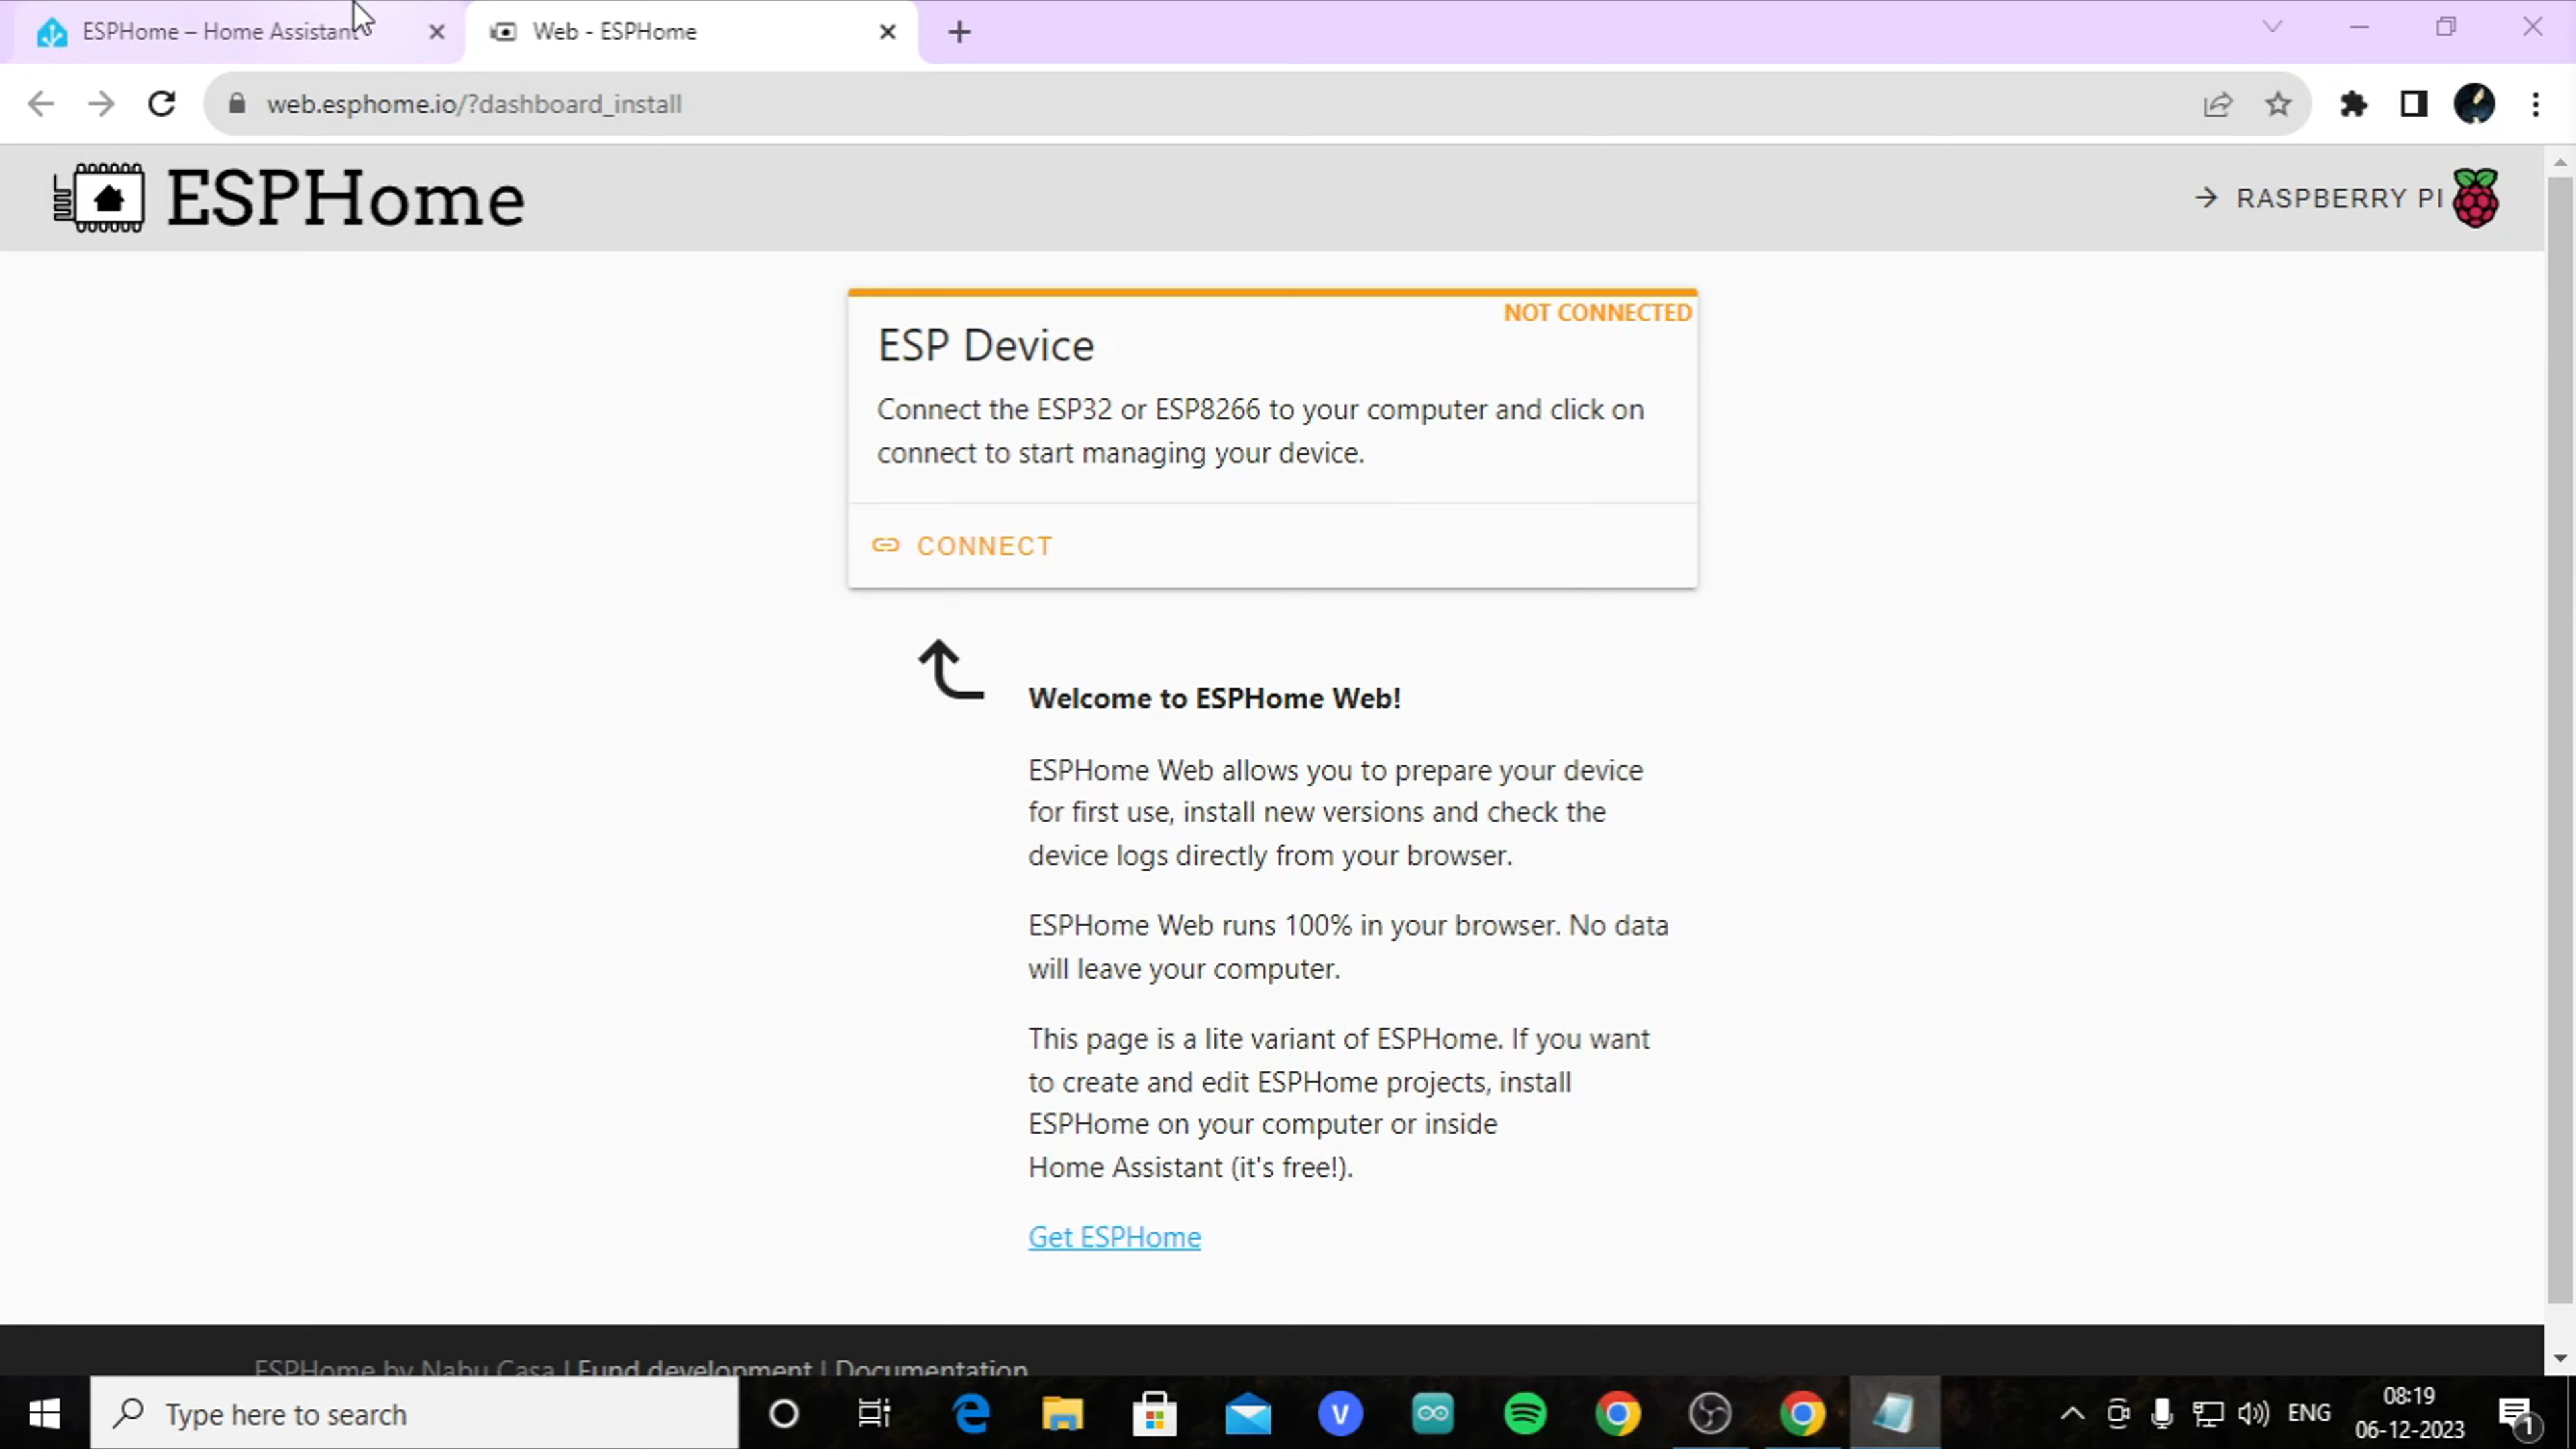 ESPHome – Home Assistant
Web - ESPHome
web.esphome.io/?dashboard_install
ESPHome
RASPBERRY PI
NOT CONNECTED
ESP Device
Connect the ESP32 or ESP8266 to your computer and click on
connect to start managing your device.
CONNECT
Welcome to ESPHome Web!
ESPHome Web allows you to prepare your device
for first use, install new versions and check the
device logs directly from your browser.
ESPHome Web runs 100% in your browser. No data
will leave your computer.
This page is a lite variant of ESPHome. If you want
to create and edit ESPHome projects, install
ESPHome on your computer or inside
Home Assistant (it's free!).
Get ESPHome
ESPHome by Nabu Casa | Fund development | Documentation
Type here to search
V
ENG
08:19
06-12-2023
1